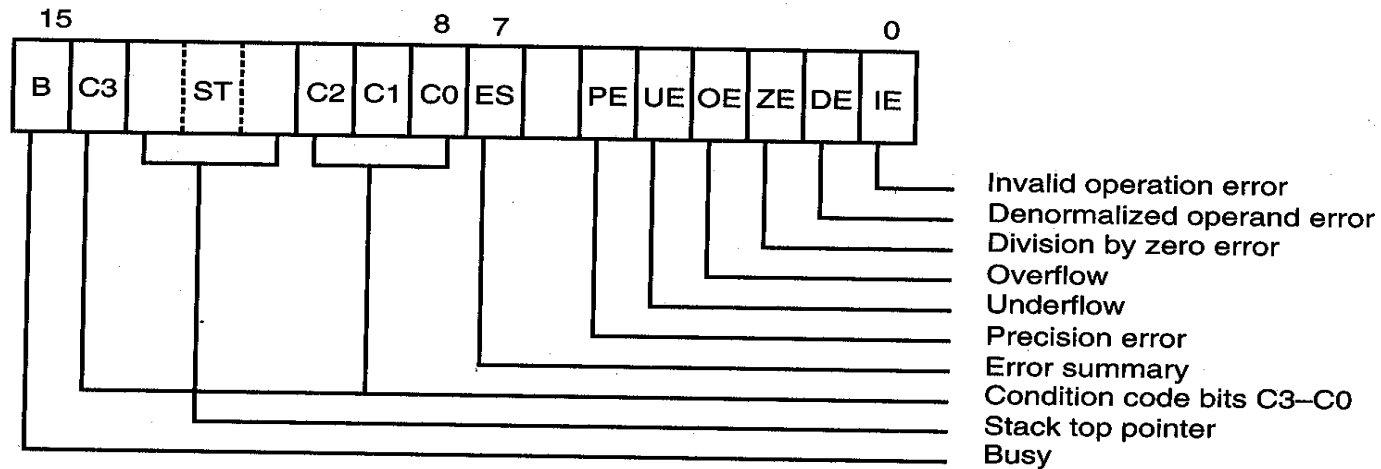 15 8 7 0
B C3 ST C2 C1 C0 ES PE UE OE ZE DE IE
Invalid operation error
Denormalized operand error
Division by zero error
Overflow
Underflow
Precision error
Error summary
Condition code bits C3–C0
Stack top pointer
Busy